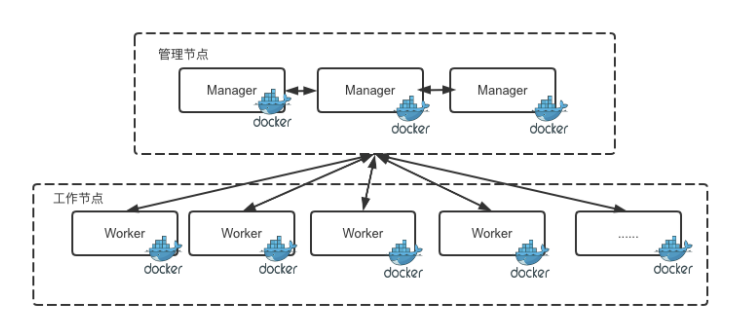 管理节点
Manager
Manager
Manager
docker
docker
docker
工作节点
Worker
Worker
Worker
Worker
......
docker
docker
docker
docker
docker